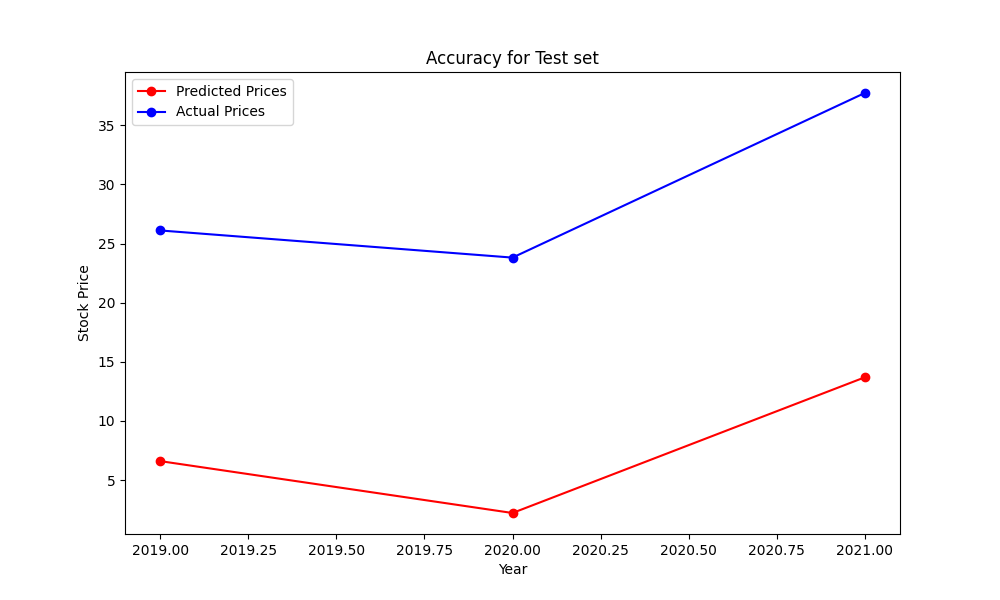 Accuracy for Test set
Predicted Prices
Actual Prices
Stock Price
35
30
25
20
15
10
5
2019.00 2019.25 2019.50 2019.75 2020.00 2020.25 2020.50 2020.75 2021.00
Year